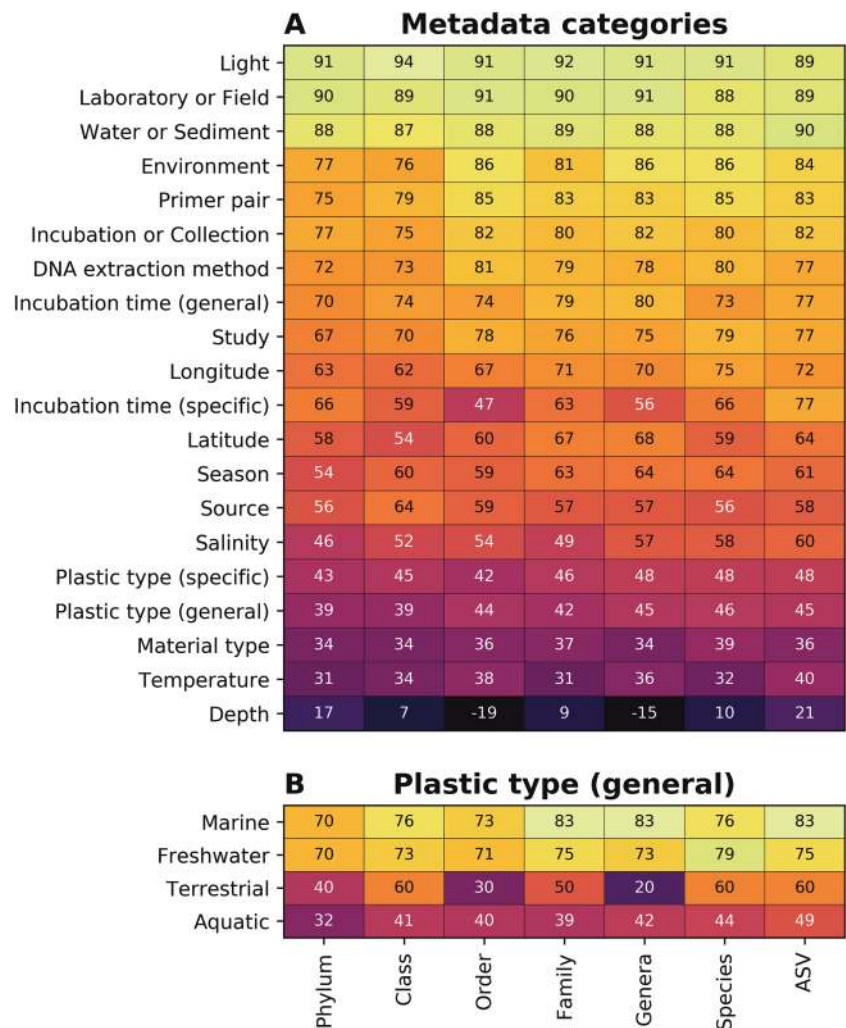 A Metadata categories
Light 91 94 91 92 91 91 89
Laboratory or Field 90 89 91 90 91 88 89
Water or Sediment 88 87 88 89 88 88 90
Environment 77 76 86 81 86 86 84
Primer pair 75 79 85 83 83 85 83
Incubation or Collection 77 75 82 80 82 80 82
DNA extraction method 72 73 81 79 78 80 77
Incubation time (general) 70 74 74 79 80 73 77
Study 67 70 78 76 75 79 77
Longitude 63 62 67 71 70 75 72
Incubation time (specific) 66 59 47 63 56 66 77
Latitude 58 54 60 67 68 59 64
Season 54 60 59 63 64 64 61
Source 56 64 59 57 57 56 58
Salinity 46 52 54 49 57 58 60
Plastic type (specific) 43 45 42 46 48 48 48
Plastic type (general) 39 39 44 42 45 46 45
Material type 34 34 36 37 34 39 36
Temperature 31 34 38 31 36 32 40
Depth 17 7 -19 9 -15 10 21
B Plastic type (general)
Marine 70 76 73 83 83 76 83
Freshwater 70 73 71 75 73 79 75
Terrestrial 40 60 30 50 20 60 60
Aquatic 32 41 40 39 42 44 49
Phylum Class Order Family Genera Species ASV